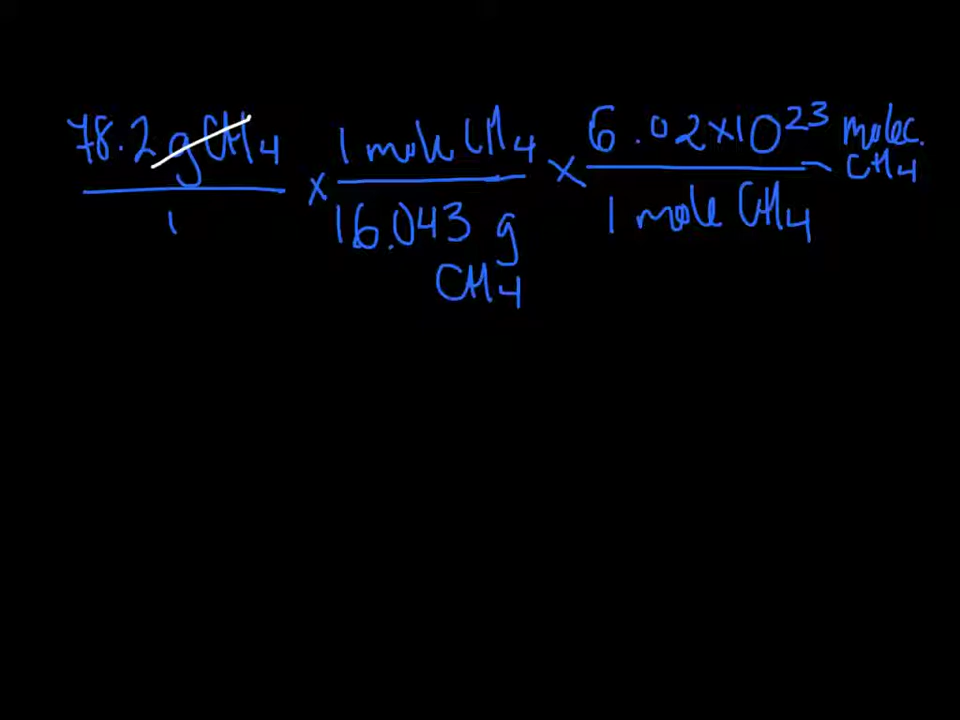 78.2 g CH4 × 1 mole CH4 × 6.02×10^23 molec. CH4
1 16.043 g CH4 1 mole CH4